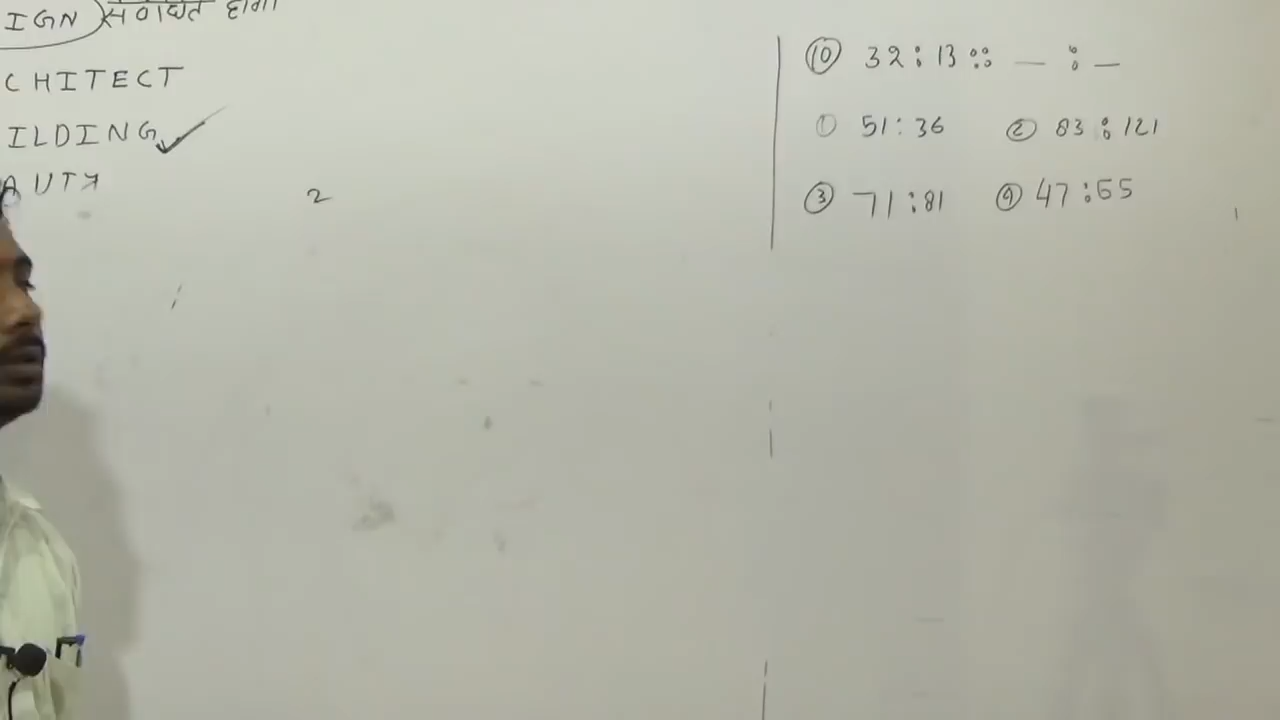 IGN संबंधित होगा
CHITECT
ILDING
AUTY
2
⑩ 32 : 13 :: — : —
① 51 : 36 ② 83 : 121
③ 71 : 81 ④ 47 : 65